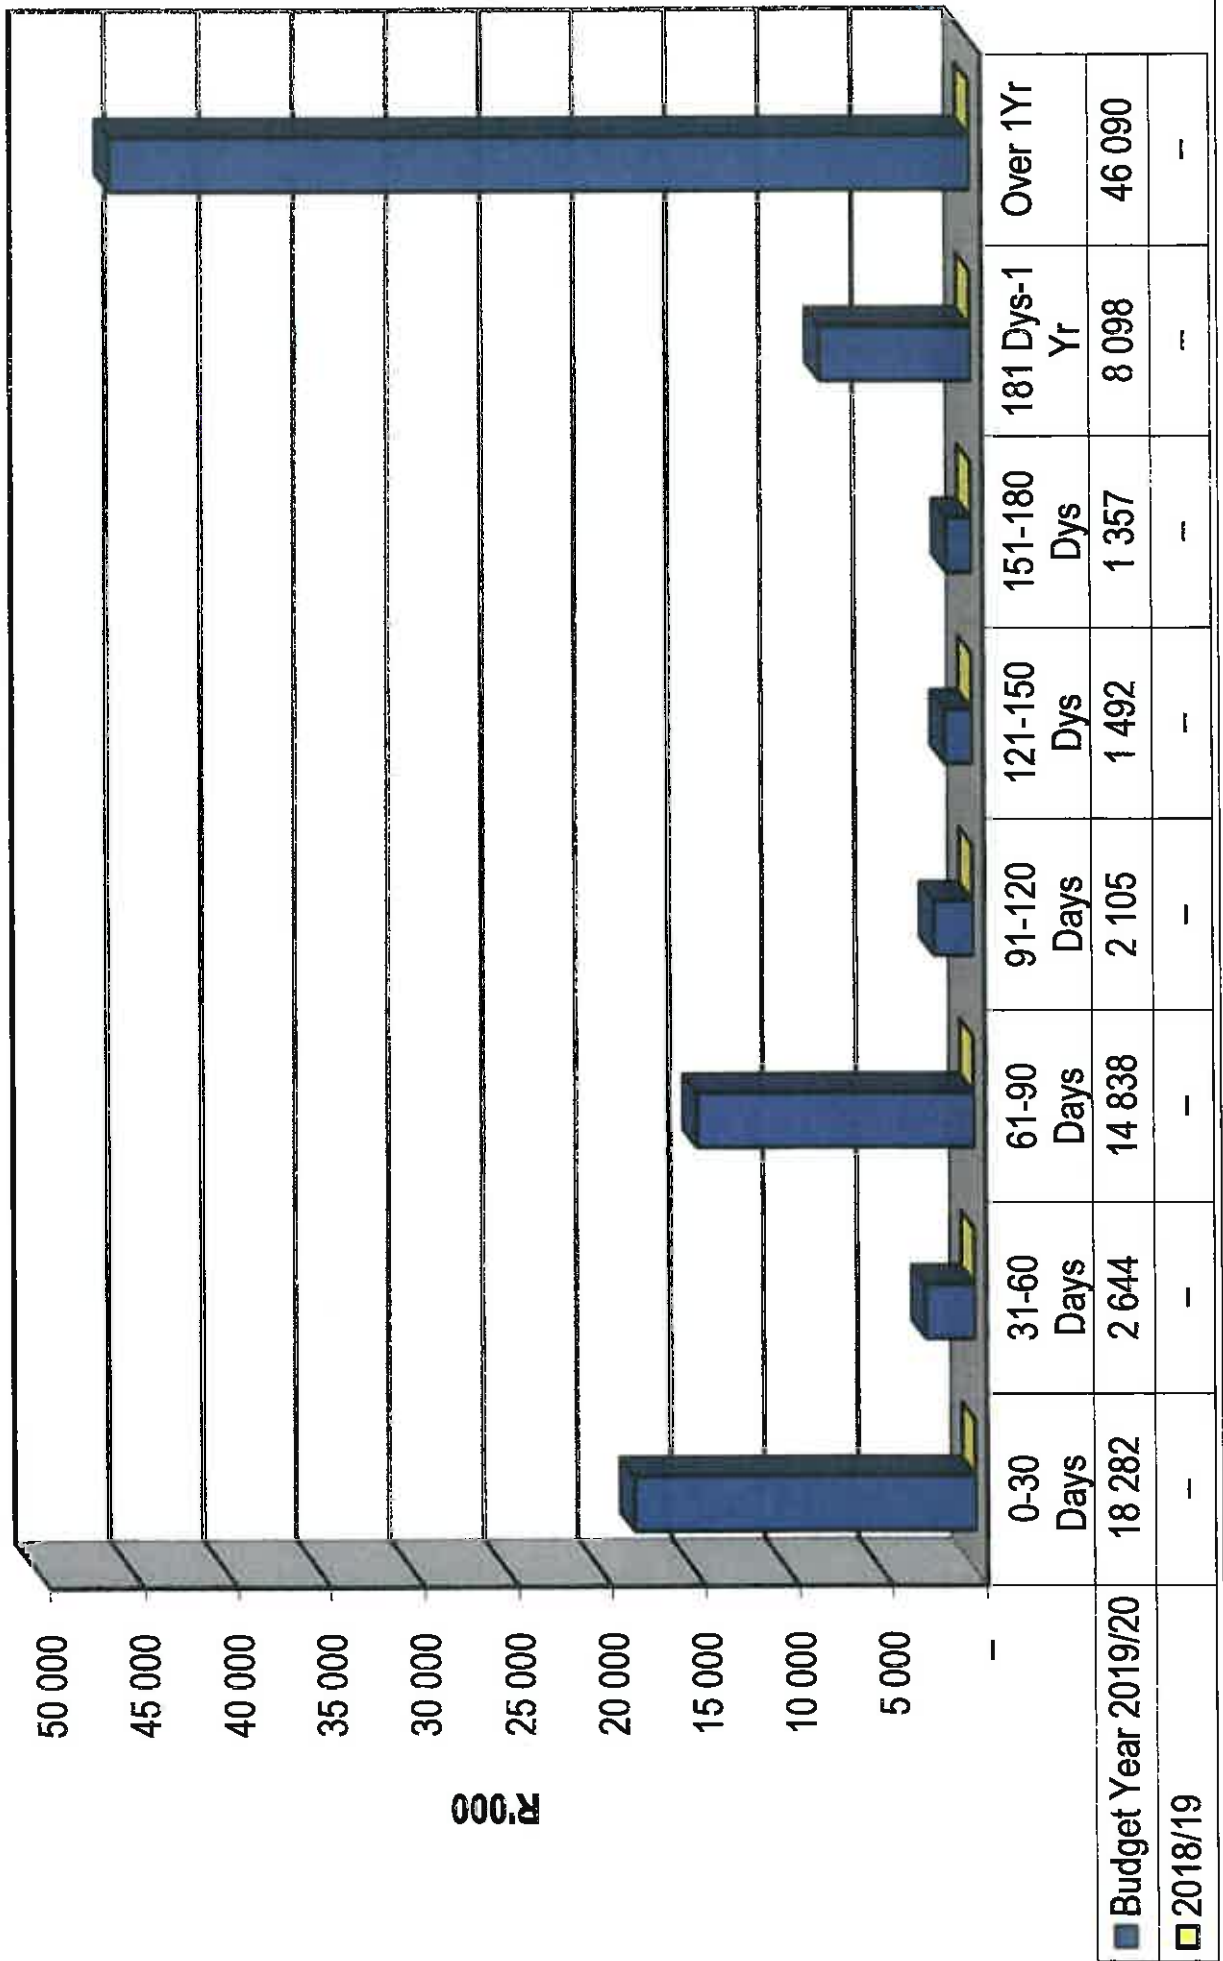 50 000
45 000
40 000
35 000
30 000
25 000
20 000
15 000
10 000
5 000
–
R'000
0-30 Days 31-60 Days 61-90 Days 91-120 Days 121-150 Dys 151-180 Dys 181 Dys-1 Yr Over 1Yr
Budget Year 2019/20 18 282 2 644 14 838 2 105 1 492 1 357 8 098 46 090
2018/19 – – – – – – – –